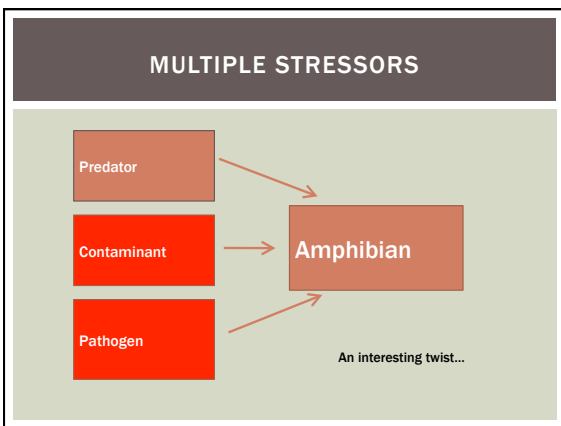 MULTIPLE STRESSORS
Predator
Contaminant
Amphibian
Pathogen
An interesting twist...